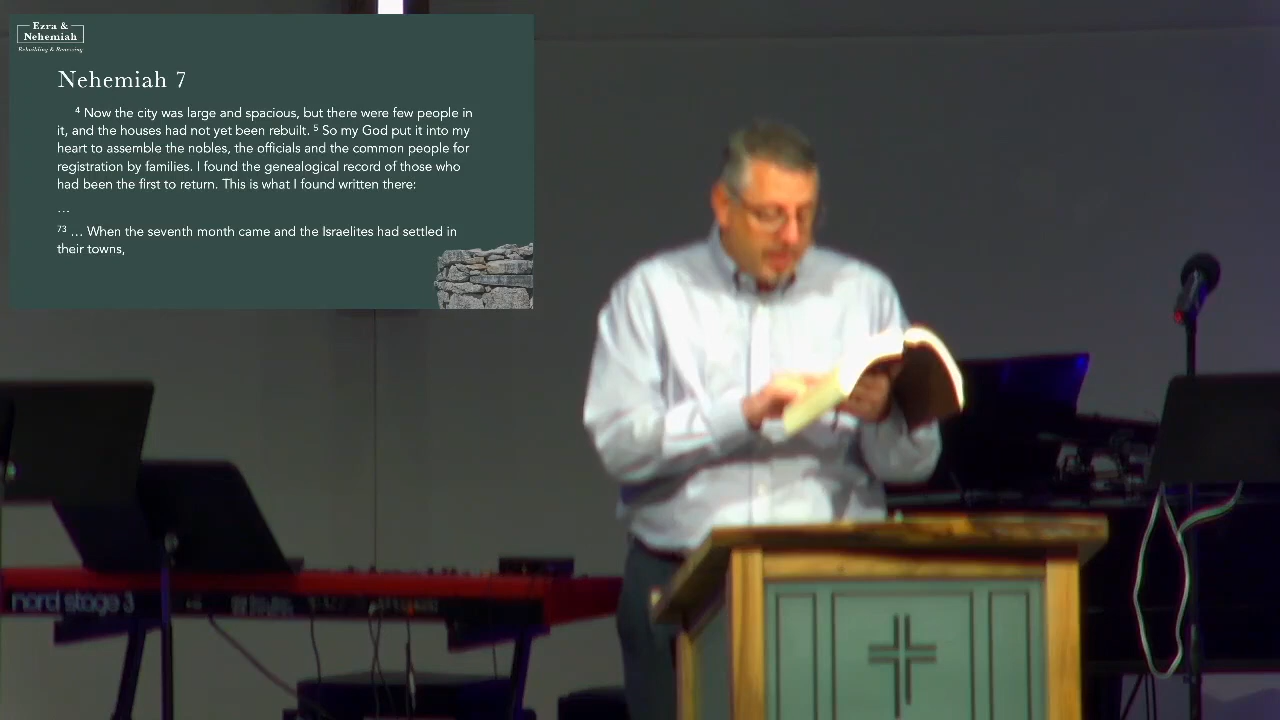 Ezra &
Nehemiah
Rebuilding & Renewing
Nehemiah 7
4 Now the city was large and spacious, but there were few people in
it, and the houses had not yet been rebuilt. 5 So my God put it into my
heart to assemble the nobles, the officials and the common people for
registration by families. I found the genealogical record of those who
had been the first to return. This is what I found written there:
…
73 … When the seventh month came and the Israelites had settled in
their towns,
nord stage 3